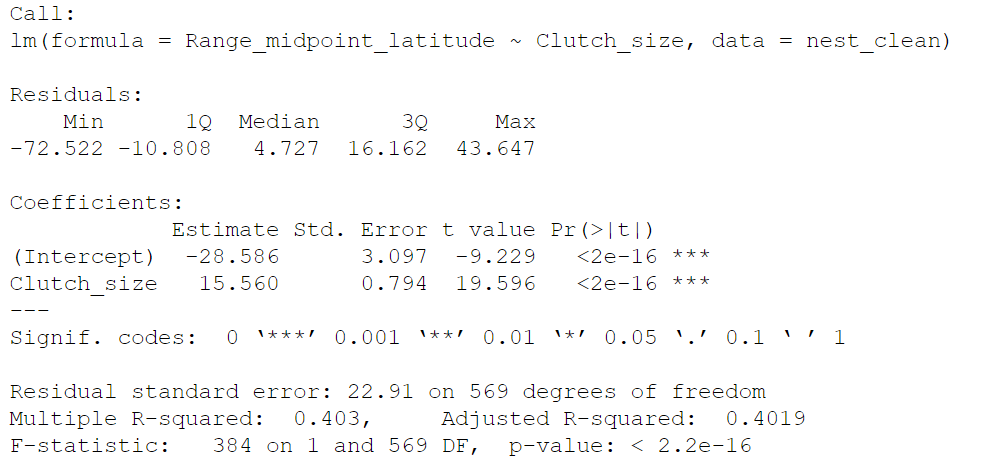 Call:
lm(formula = Range_midpoint_latitude ~ Clutch_size, data = nest_clean)
Residuals:
Min 1Q Median 3Q Max
-72.522 -10.808 4.727 16.162 43.647
Coefficients:
Estimate Std. Error t value Pr(>|t|)
(Intercept) -28.586 3.097 -9.229 <2e-16 ***
Clutch_size 15.560 0.794 19.596 <2e-16 ***
---
Signif. codes: 0 ‘***’ 0.001 ‘**’ 0.01 ‘*’ 0.05 ‘.’ 0.1 ‘ ’ 1
Residual standard error: 22.91 on 569 degrees of freedom
Multiple R-squared: 0.403, Adjusted R-squared: 0.4019
F-statistic: 384 on 1 and 569 DF, p-value: < 2.2e-16